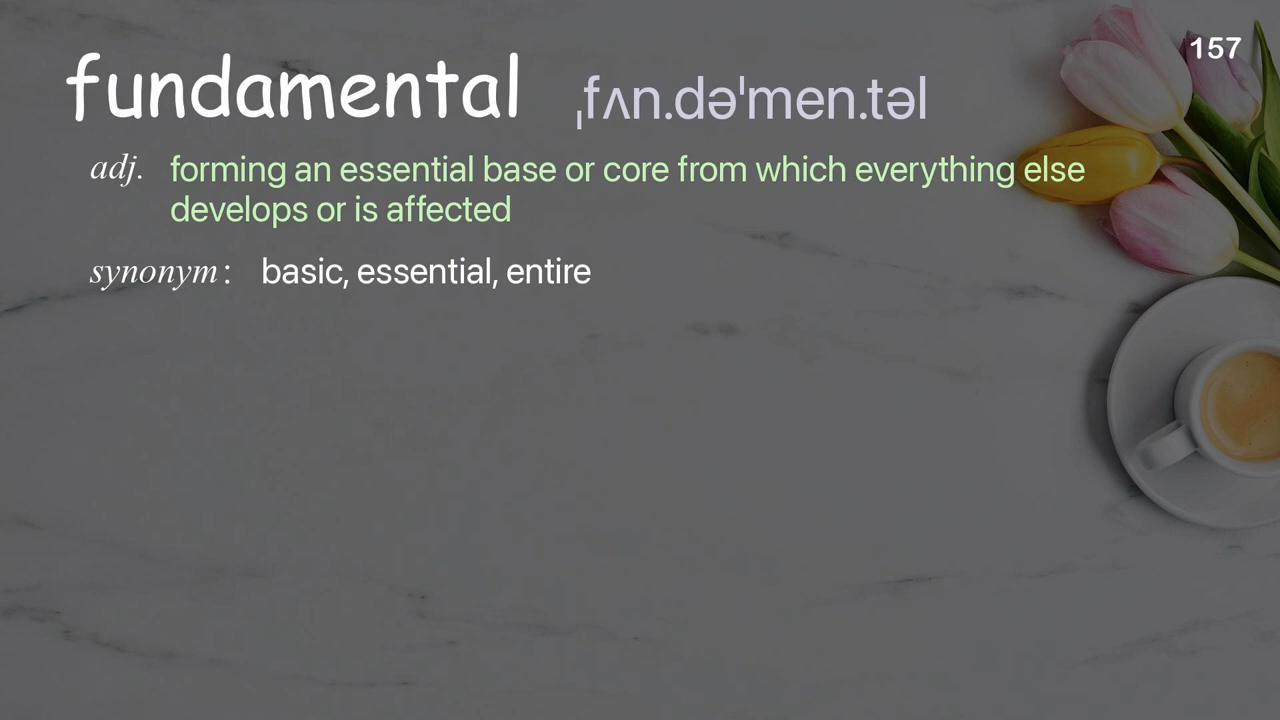 157
fundamental ˌfʌn.dəˈmen.təl
adj. forming an essential base or core from which everything else
develops or is affected
synonym: basic, essential, entire